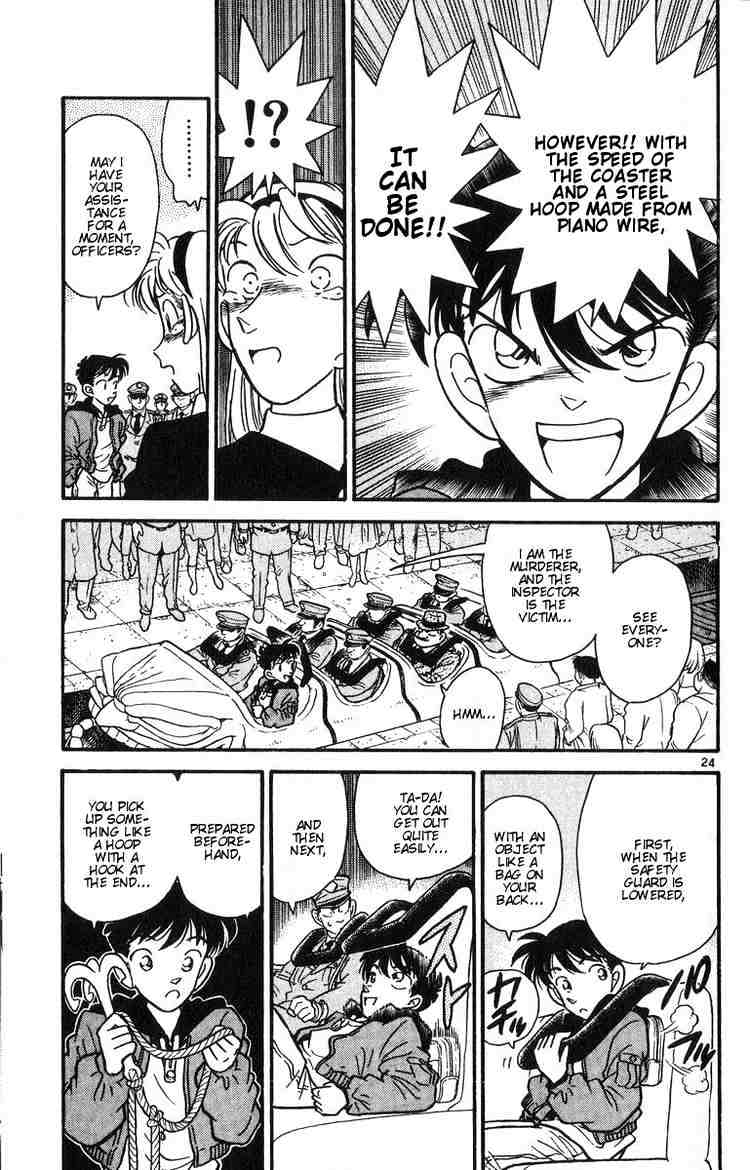 HOWEVER!! WITH
THE SPEED OF
THE COASTER
AND A STEEL
HOOP MADE FROM
PIANO WIRE,
IT
CAN
BE
DONE!!
!?
.........
MAY I
HAVE
YOUR
ASSIS-
TANCE
FOR A
MOMENT,
OFFICERS?
SEE
EVERY-
ONE?
I AM THE
MURDERER,
AND THE
INSPECTOR
IS THE
VICTIM...
HMM...
24
FIRST,
WHEN THE
SAFETY
GUARD IS
LOWERED,
WITH AN
OBJECT
LIKE A
BAG ON
YOUR
BACK...
カチッ
TA-DA!
YOU CAN
GET OUT
QUITE
EASILY...
AND
THEN
NEXT,
PREPARED
BEFORE-
HAND,
YOU PICK
UP SOME-
THING LIKE
A HOOP
WITH A
HOOK AT
THE END...